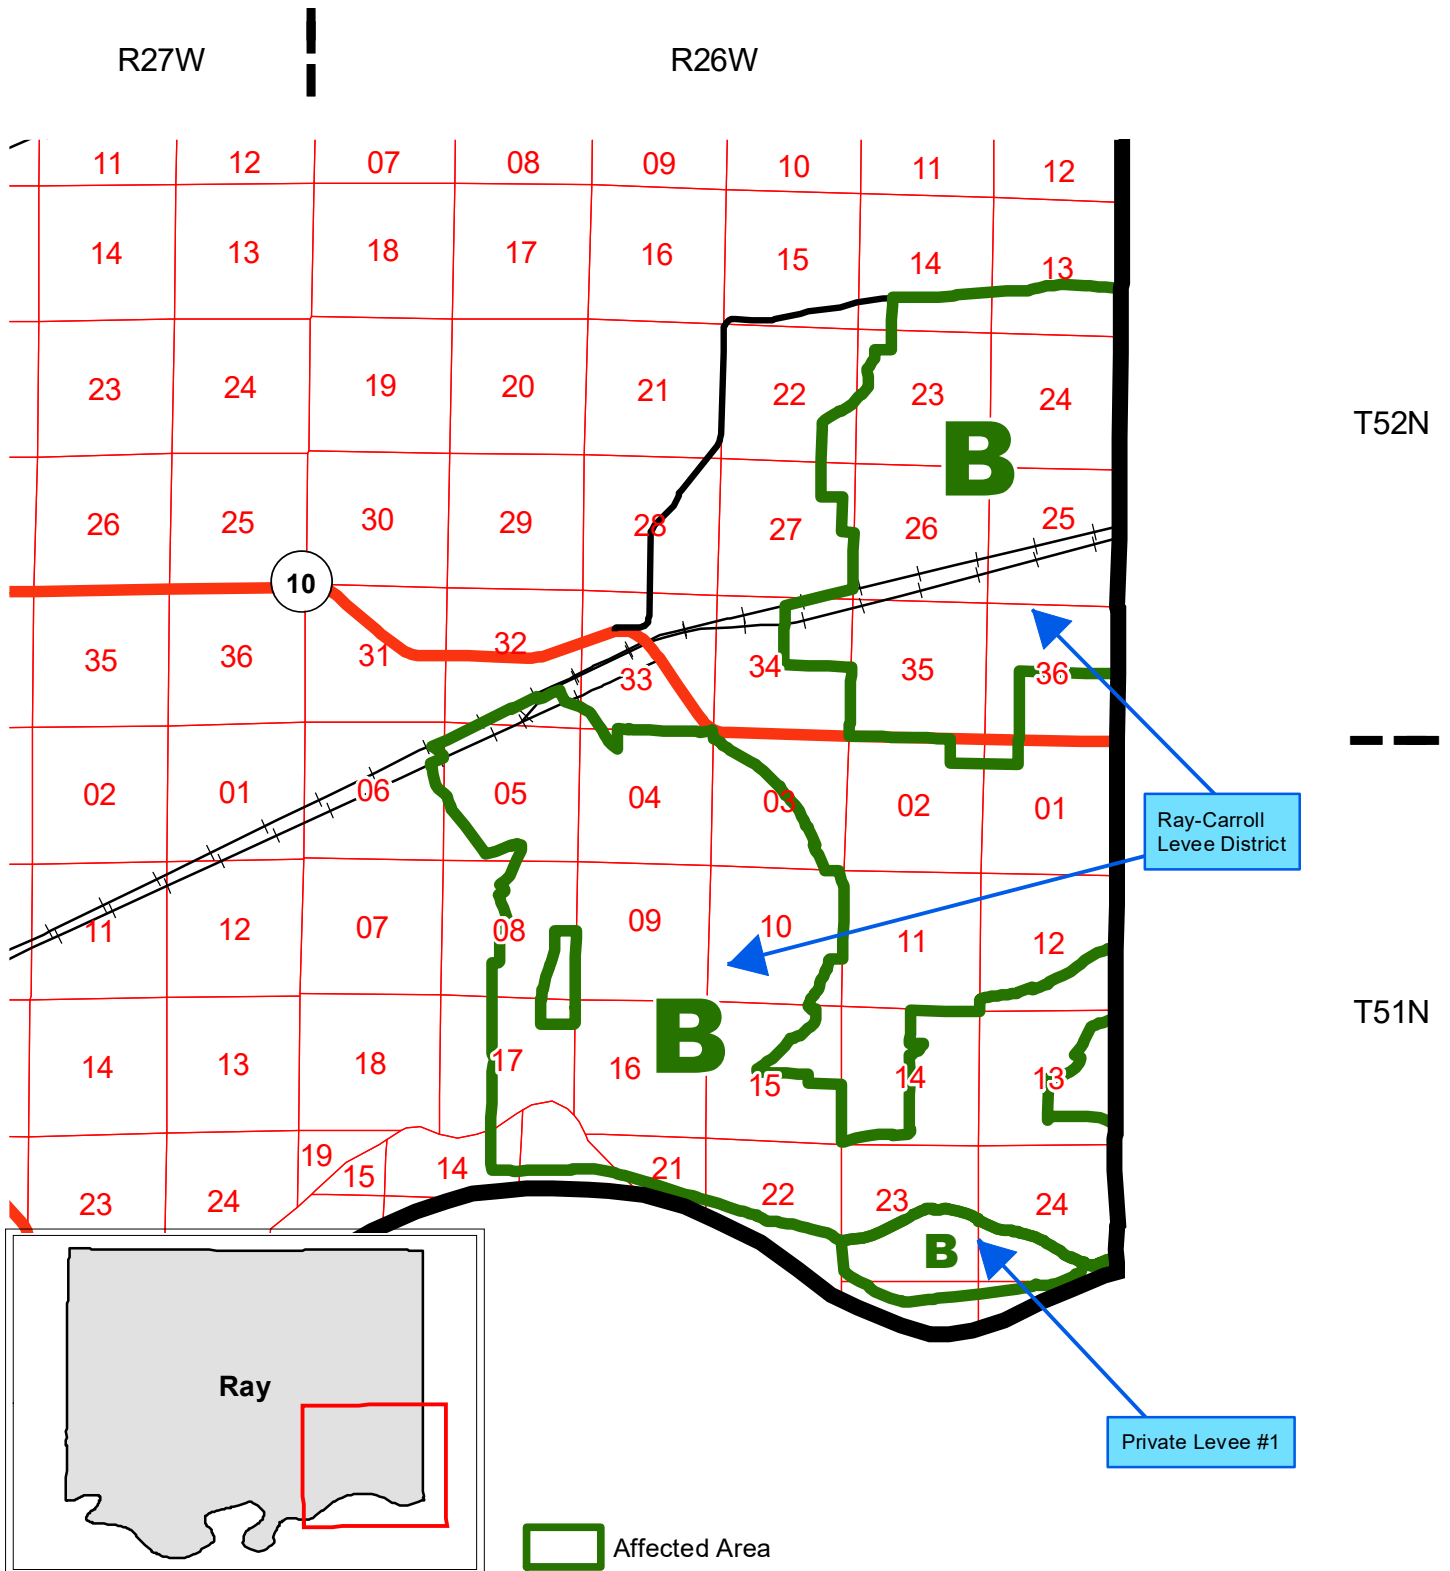 R27W
R26W
11 12 07 08 09 10 11 12
14 13 18 17 16 15 14 13
23 24 19 20 21 22 23 24
T52N
B
26 25 30 29 28 27 26 25
10
35 36 31 32 33 34 35 36
02 01 06 05 04 03 02 01
Ray-Carroll
Levee District
11 12 07 08 09 10 11 12
T51N
B
14 13 18 17 16 15 14 13
19 15 14 21 22 23 24
23 24
B
Ray
Private Levee #1
Affected Area